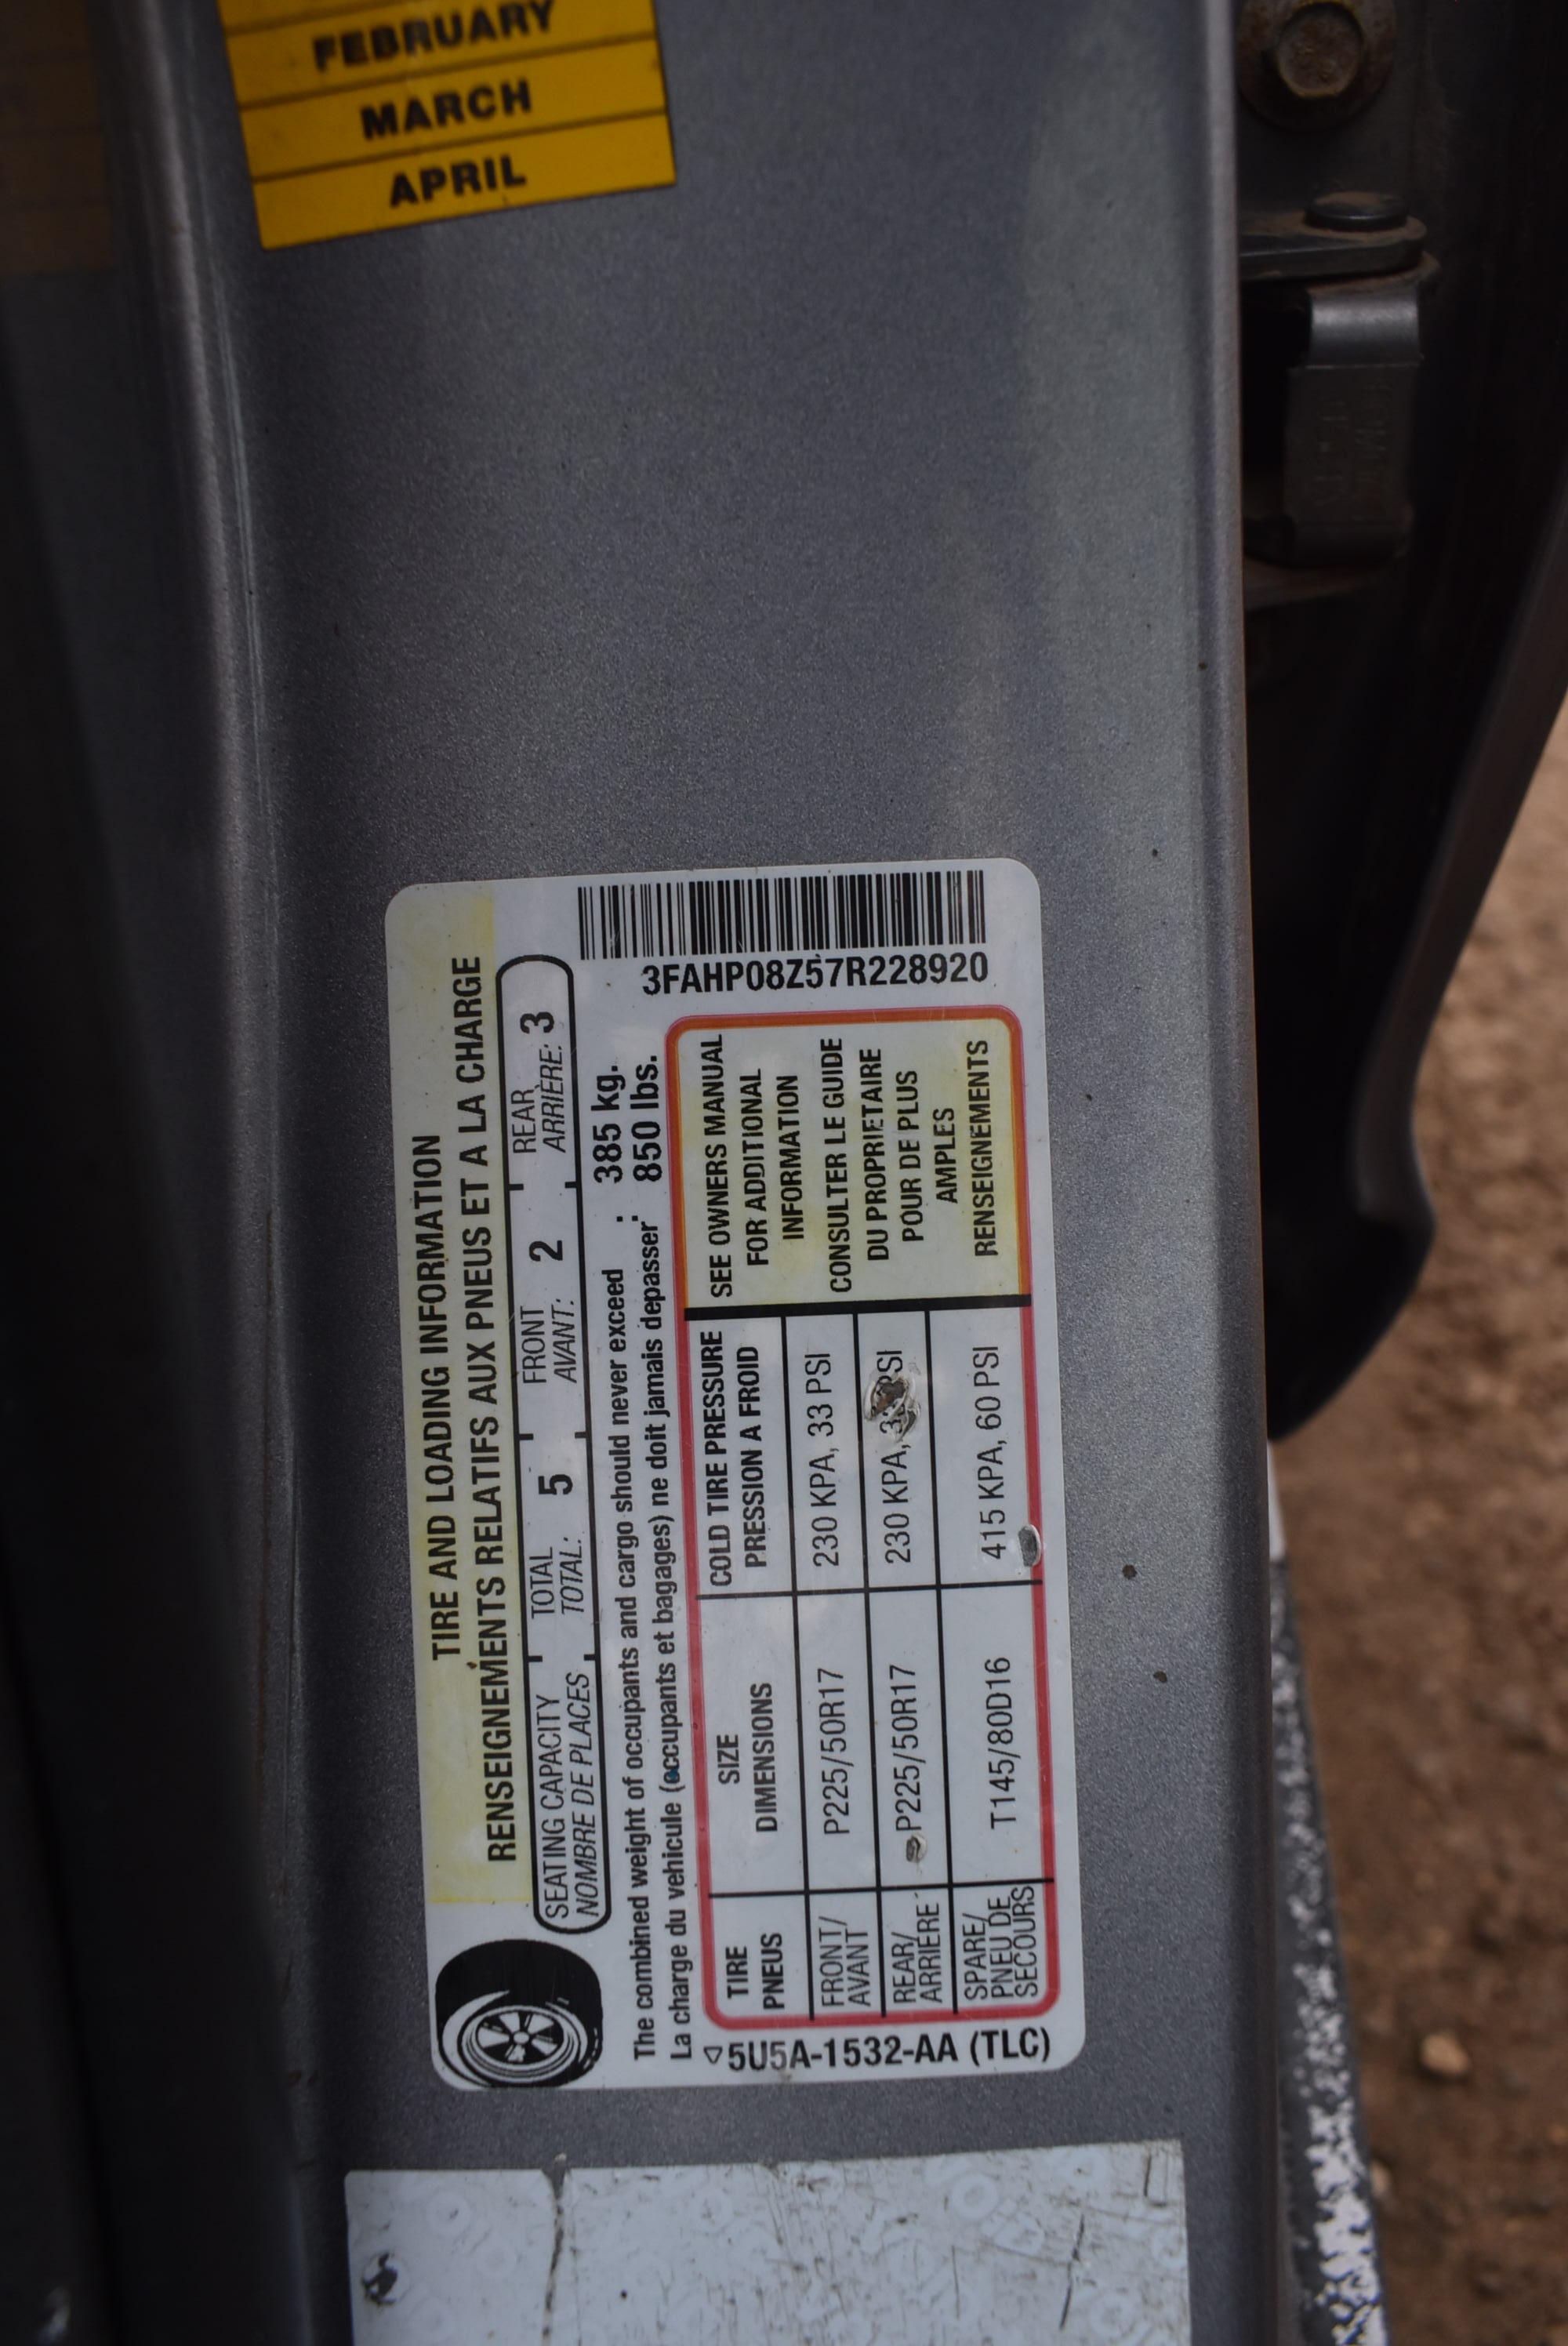 FEBRUARY
MARCH
APRIL
TIRE AND LOADING INFORMATION
RENSEIGNEMENTS RELATIFS AUX PNEUS ET A LA CHARGE
SEATING CAPACITY TOTAL 5 FRONT 2 REAR 3
NOMBRE DE PLACES TOTAL: AVANT: ARRIÈRE:
The combined weight of occupants and cargo should never exceed : 385 kg.
La charge du vehicule (occupants et bagages) ne doit jamais depasser : 850 lbs.
3FAHP08Z57R228920
TIRE SIZE COLD TIRE PRESSURE
PNEUS DIMENSIONS PRESSION A FROID
FRONT/ P225/50R17 230 KPA, 33 PSI
AVANT
REAR/ P225/50R17 230 KPA, PSI
ARRIÈRE
SPARE/ T145/80D16 415 KPA, 60 PSI
PNEU DE
SECOURS
SEE OWNERS MANUAL
FOR ADDITIONAL
INFORMATION
CONSULTER LE GUIDE
DU PROPRIETAIRE
POUR DE PLUS
AMPLES
RENSEIGNEMENTS
5U5A-1532-AA (TLC)